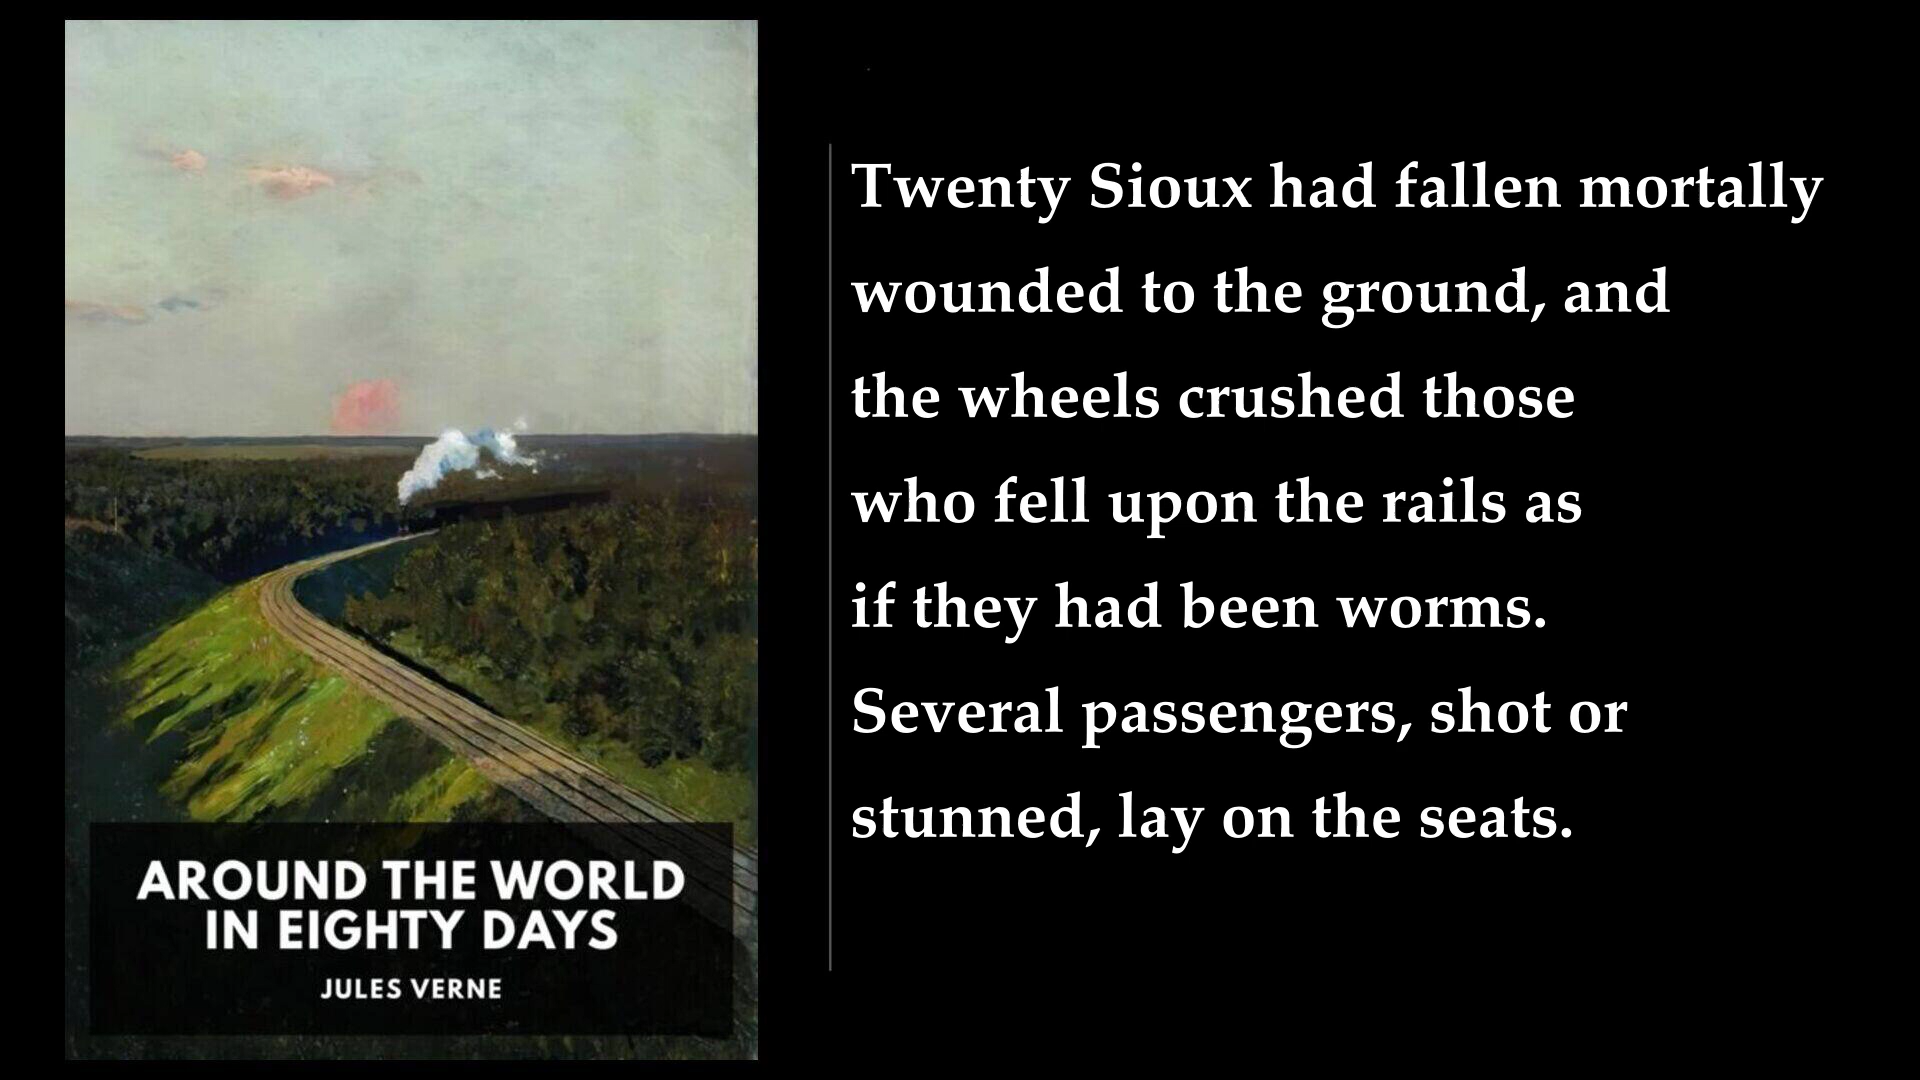 Twenty Sioux had fallen mortally
wounded to the ground, and
the wheels crushed those
who fell upon the rails as
if they had been worms.
Several passengers, shot or
stunned, lay on the seats.
AROUND THE WORLD
IN EIGHTY DAYS
JULES VERNE